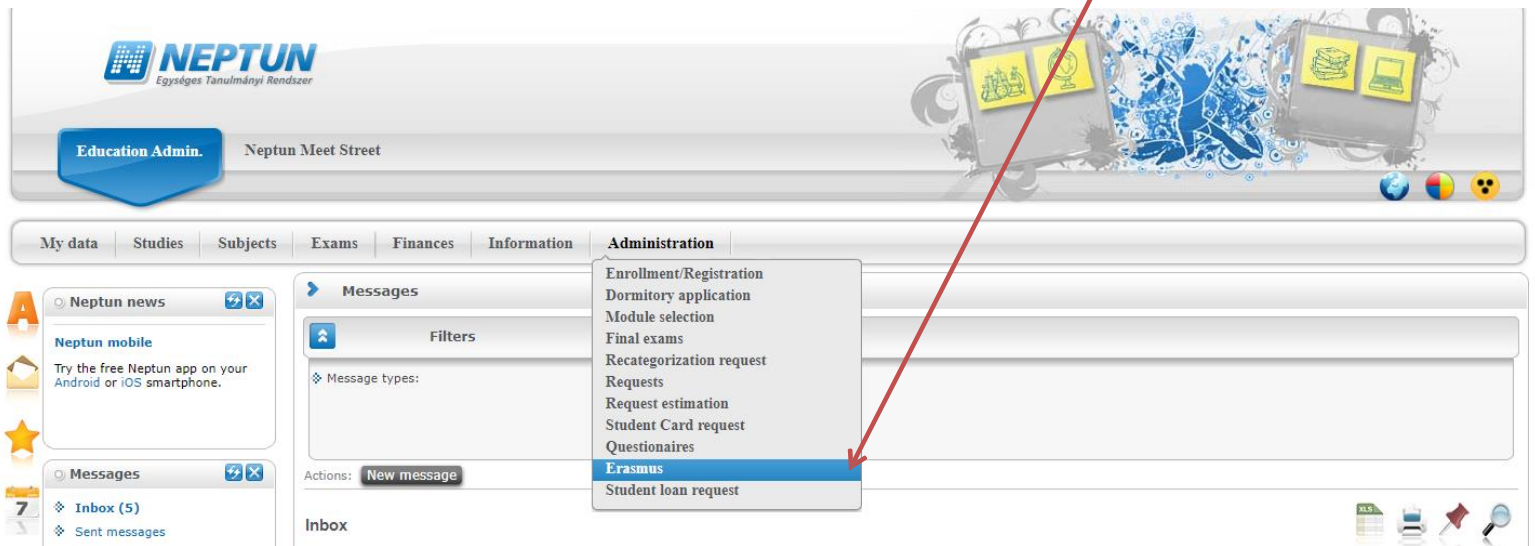 NEPTUN
Egységes Tanulmányi Rendszer
Education Admin.
Neptun Meet Street
My data Studies Subjects Exams Finances Information Administration
Enrollment/Registration
Dormitory application
Module selection
Final exams
Recategorization request
Requests
Request estimation
Student Card request
Questionaires
Erasmus
Student loan request
Neptun news
Neptun mobile
Try the free Neptun app on your
Android or iOS smartphone.
Messages
Inbox (5)
Sent messages
7
Messages
Filters
Message types:
Actions: New message
Inbox
XLS